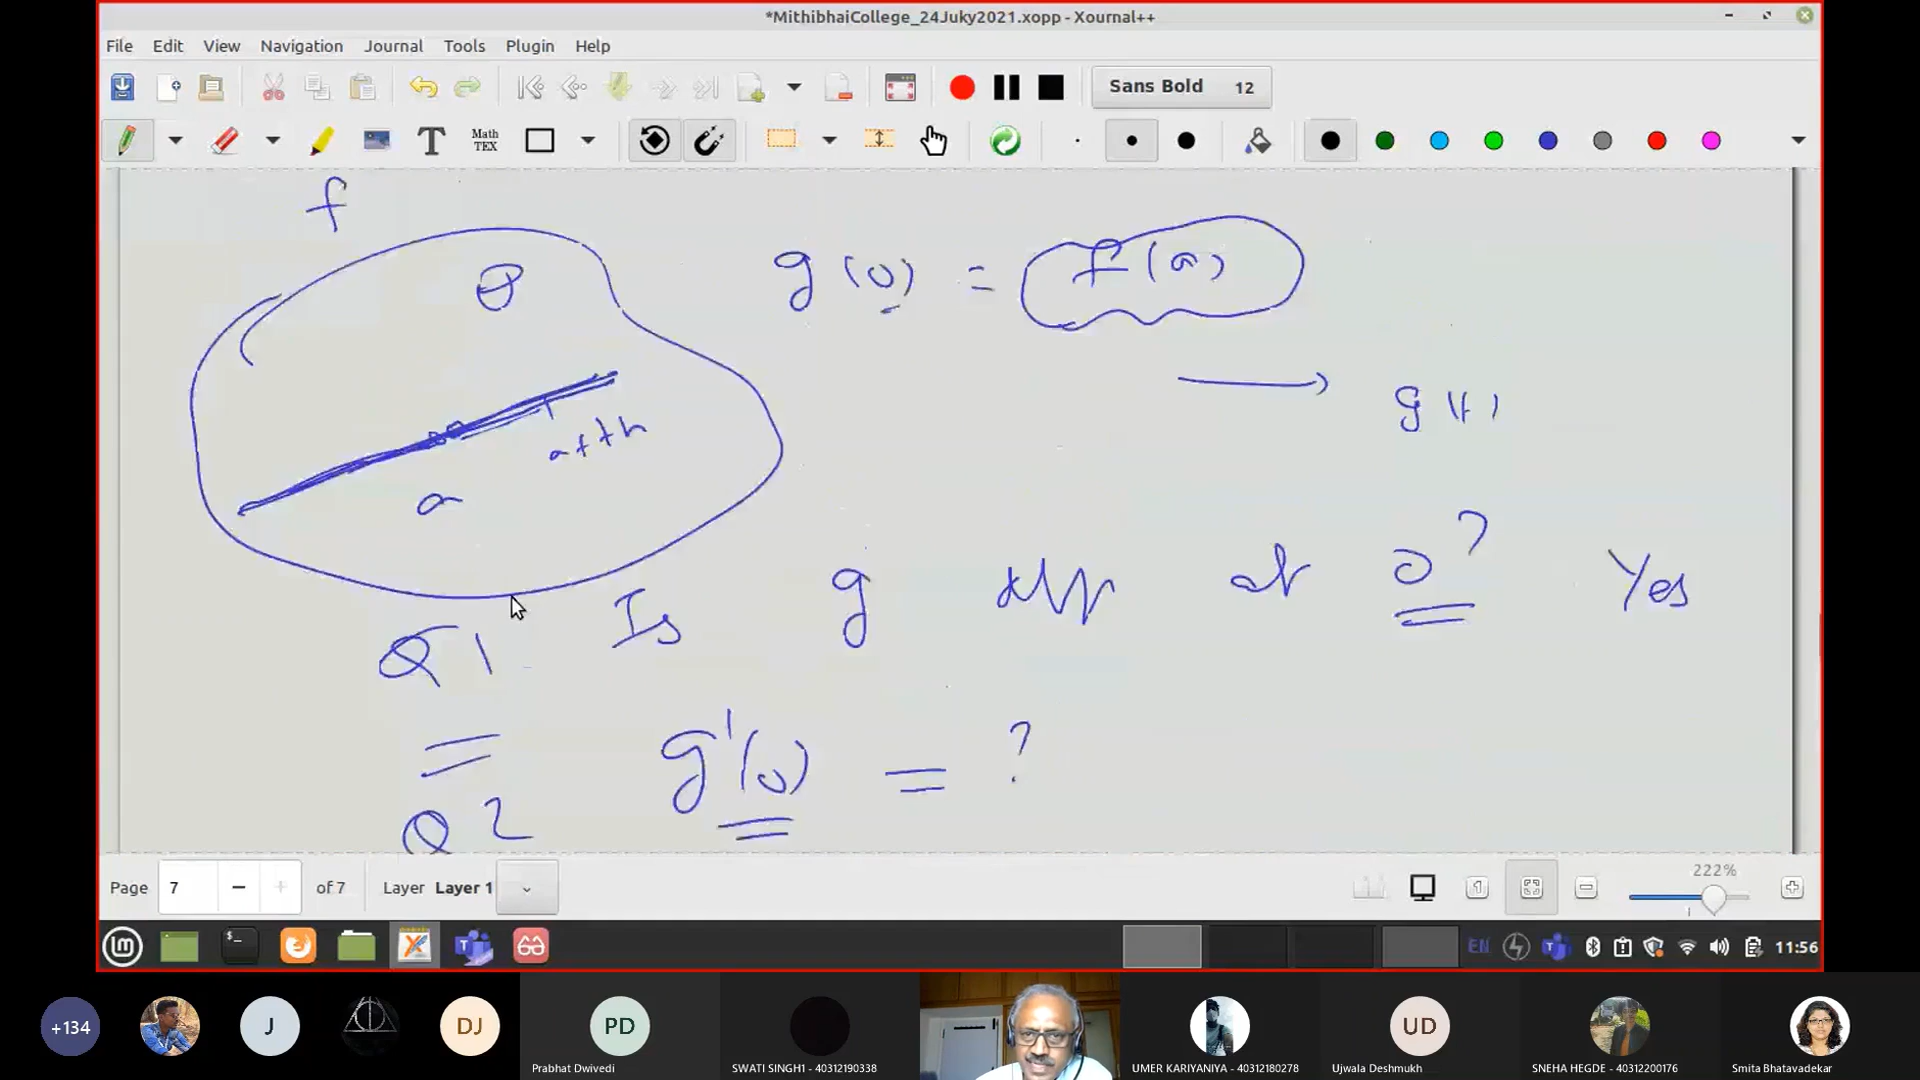 *MithibhaiCollege_24Juky2021.xopp - Xournal++
File Edit View Navigation Journal Tools Plugin Help
Sans Bold 12
T Math TEX
f
g(0) = f(a)
g(t)
a+th
a
Is g diff at 0? Yes
Q1
g'(0) = ?
Q2
222%
Page 7 of 7 Layer Layer 1
EN 11:56
+134 J DJ PD UD
Prabhat Dwivedi SWATI SINGH1 - 40312190338 UMER KARIYANIYA - 40312180278 Ujwala Deshmukh SNEHA HEGDE - 40312200176 Smita Bhatavadekar